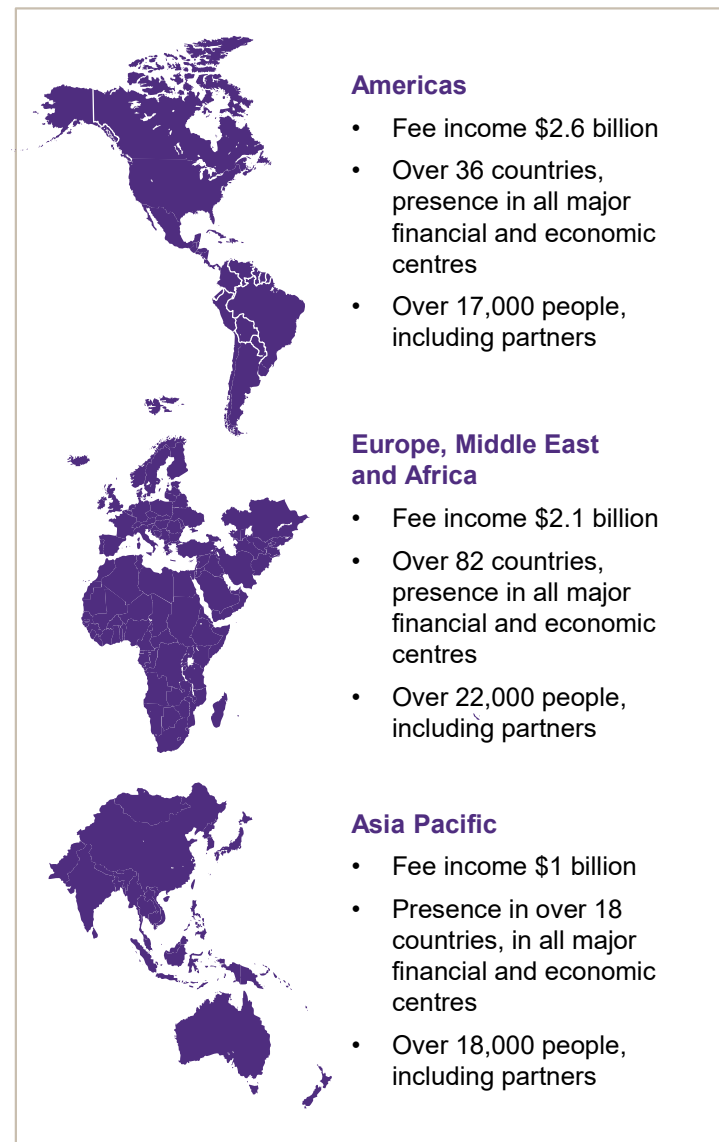 Americas
• Fee income $2.6 billion
• Over 36 countries,
presence in all major
financial and economic
centres
• Over 17,000 people,
including partners
Europe, Middle East
and Africa
• Fee income $2.1 billion
• Over 82 countries,
presence in all major
financial and economic
centres
• Over 22,000 people,
including partners
Asia Pacific
• Fee income $1 billion
• Presence in over 18
countries, in all major
financial and economic
centres
• Over 18,000 people,
including partners